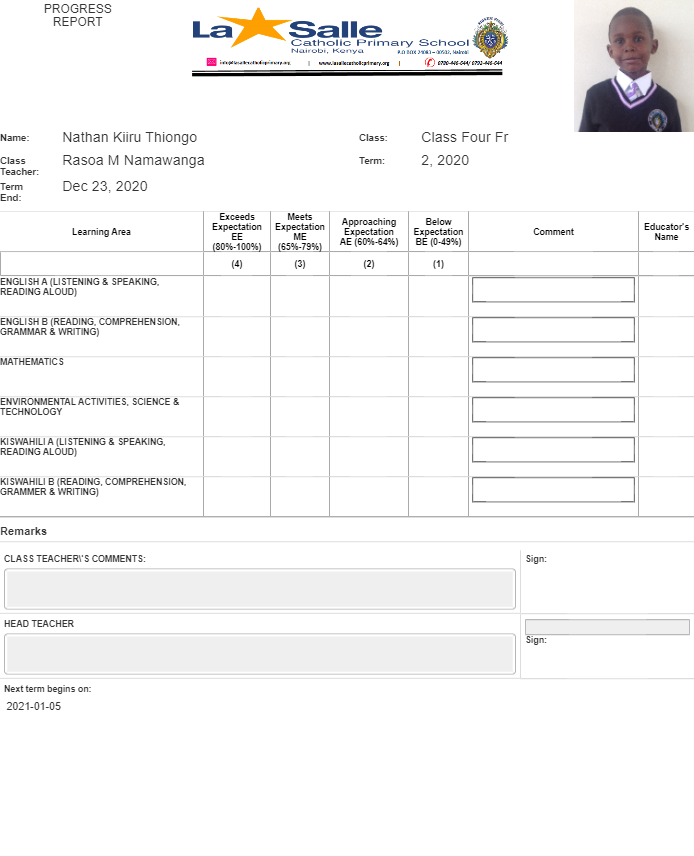 PROGRESS
REPORT
La Salle
Catholic Primary School
Nairobi, Kenya
P.O BOX 24083 – 00502, Nairobi
info@lasallecatholicprimary.org | www.lasallecatholicprimary.org | 0780-446-044/ 0792-446-044
Name: Nathan Kiiru Thiongo Class: Class Four Fr
Class Teacher: Rasoa M Namawanga Term: 2, 2020
Term End: Dec 23, 2020
Learning Area Exceeds Expectation EE (80%-100%) Meets Expectation ME (65%-79%) Approaching Expectation AE (60%-64%) Below Expectation BE (0-49%) Comment Educator's Name
(4) (3) (2) (1)
ENGLISH A (LISTENING & SPEAKING,
READING ALOUD)
ENGLISH B (READING, COMPREHENSION,
GRAMMAR & WRITING)
MATHEMATICS
ENVIRONMENTAL ACTIVITIES, SCIENCE &
TECHNOLOGY
KISWAHILI A (LISTENING & SPEAKING,
READING ALOUD)
KISWAHILI B (READING, COMPREHENSION,
GRAMMER & WRITING)
Remarks
CLASS TEACHER\'S COMMENTS: Sign:
HEAD TEACHER
Sign:
Next term begins on:
2021-01-05